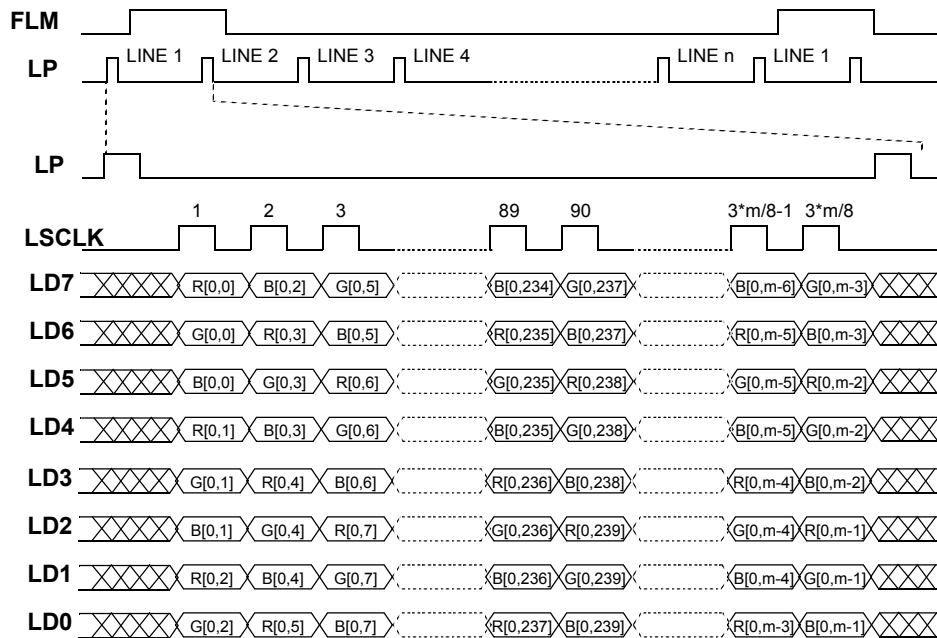 FLM
LP LINE 1 LINE 2 LINE 3 LINE 4 LINE n LINE 1
LP
1 2 3 89 90 3*m/8-1 3*m/8
LSCLK
LD7 R[0,0] B[0,2] G[0,5] B[0,234] G[0,237] B[0,m-6] G[0,m-3]
LD6 G[0,0] R[0,3] B[0,5] R[0,235] B[0,237] R[0,m-5] B[0,m-3]
LD5 B[0,0] G[0,3] R[0,6] G[0,235] R[0,238] G[0,m-5] R[0,m-2]
LD4 R[0,1] B[0,3] G[0,6] B[0,235] G[0,238] B[0,m-5] G[0,m-2]
LD3 G[0,1] R[0,4] B[0,6] R[0,236] B[0,238] R[0,m-4] B[0,m-2]
LD2 B[0,1] G[0,4] R[0,7] G[0,236] R[0,239] G[0,m-4] R[0,m-1]
LD1 R[0,2] B[0,4] G[0,7] B[0,236] G[0,239] B[0,m-4] G[0,m-1]
LD0 G[0,2] R[0,5] B[0,7] R[0,237] B[0,239] R[0,m-3] B[0,m-1]